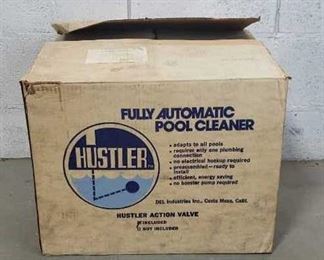 FULLY AUTOMATIC
POOL CLEANER
HUSTLER
• adapts to all pools
• requires only one plumbing
connection
• no electrical hookup required
• preassembled—ready to
install
• efficient, energy saving
• no booster pump required
DEL Industries Inc., Costa Mesa, Calif.
HUSTLER ACTION VALVE
INCLUDED
NOT INCLUDED